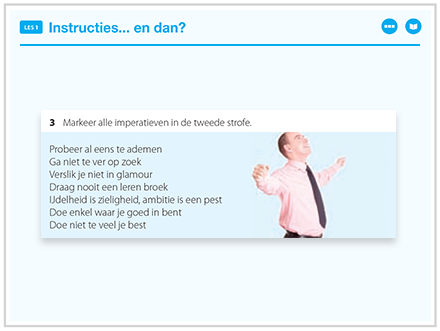 LES 1 Instructies... en dan?
3 Markeer alle imperatieven in de tweede strofe.
Probeer al eens te ademen
Ga niet te ver op zoek
Verslik je niet in glamour
Draag nooit een leren broek
IJdelheid is zieligheid, ambitie is een pest
Doe enkel waar je goed in bent
Doe niet te veel je best